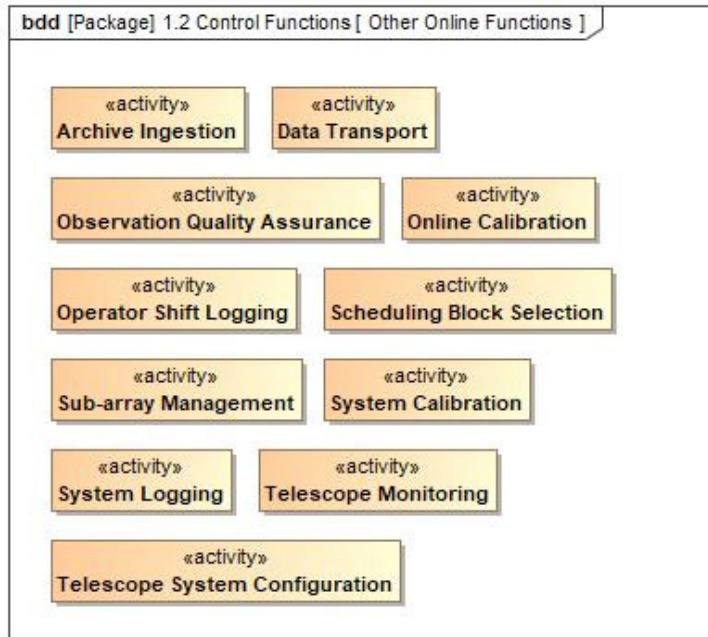 bdd [Package] 1.2 Control Functions [ Other Online Functions ]
«activity» «activity»
Archive Ingestion Data Transport
«activity» «activity»
Observation Quality Assurance Online Calibration
«activity» «activity»
Operator Shift Logging Scheduling Block Selection
«activity» «activity»
Sub-array Management System Calibration
«activity» «activity»
System Logging Telescope Monitoring
«activity»
Telescope System Configuration